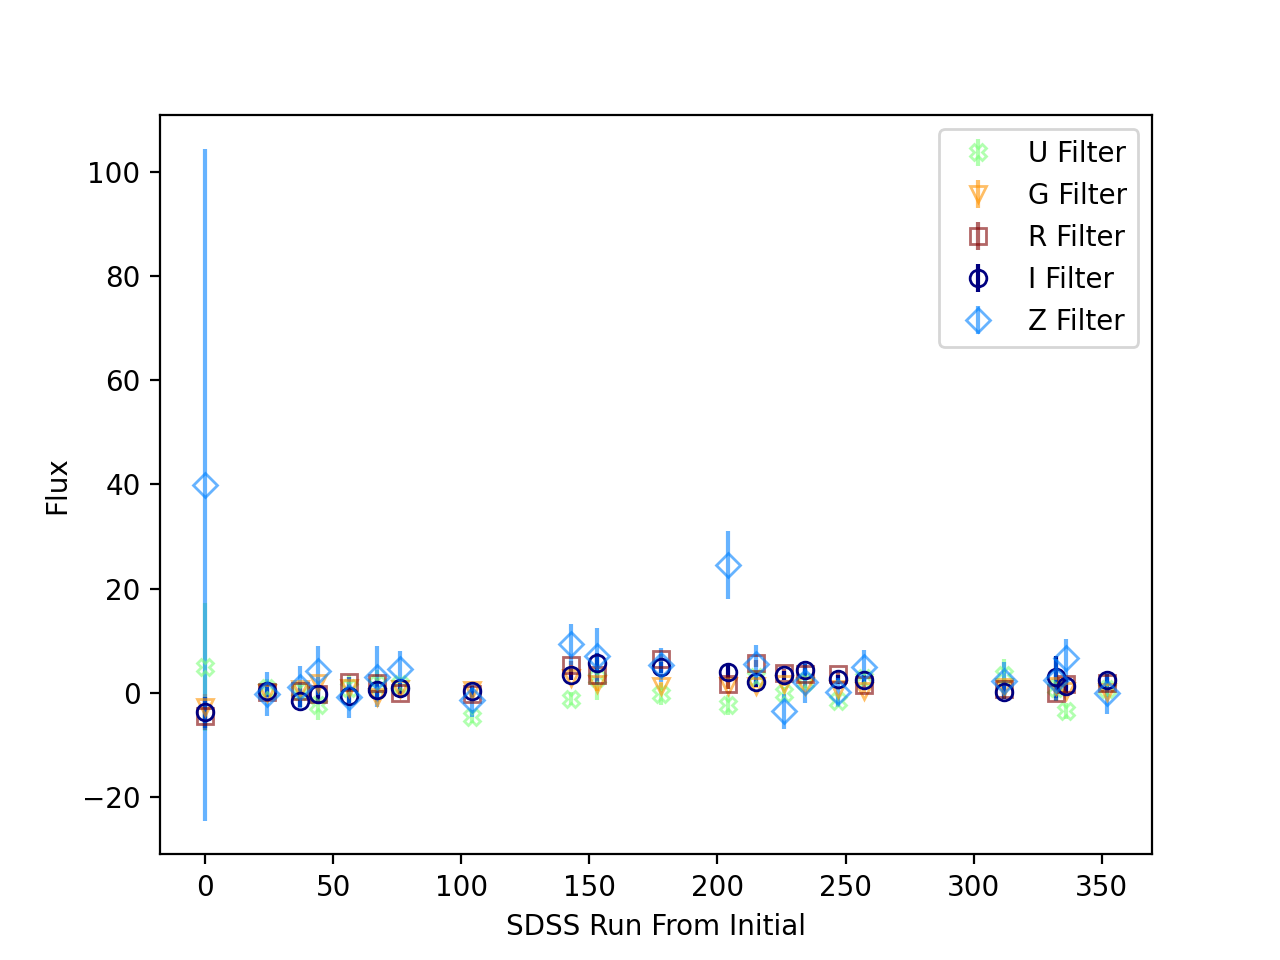 U Filter
G Filter
R Filter
I Filter
Z Filter
100
80
60
40
20
0
−20
Flux
0 50 100 150 200 250 300 350
SDSS Run From Initial